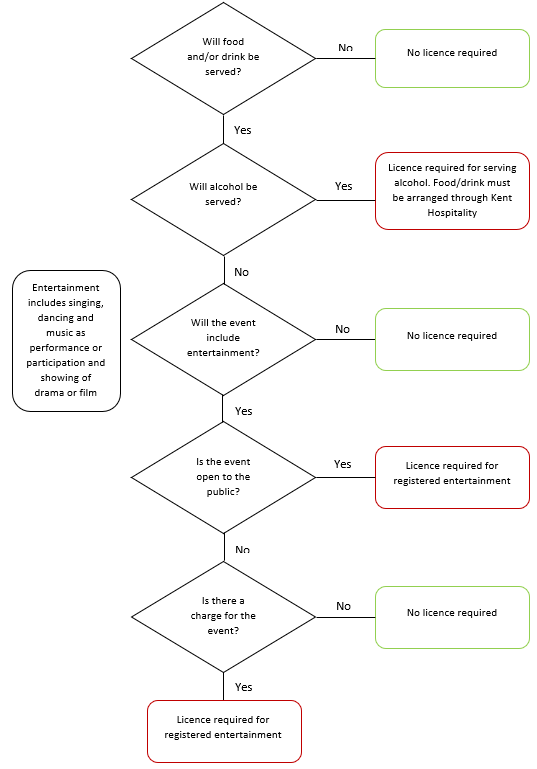 Will food
and/or drink be
served?
No
No licence required
Yes
Will alcohol be
served?
Yes
Licence required for serving
alcohol. Food/drink must
be arranged through Kent
Hospitality
No
Entertainment
includes singing,
dancing and
music as
performance or
participation and
showing of
drama or film
Will the event
include
entertainment?
No
No licence required
Yes
Is the event
open to the
public?
Yes
Licence required for
registered entertainment
No
Is there a
charge for the
event?
No
No licence required
Yes
Licence required for
registered entertainment